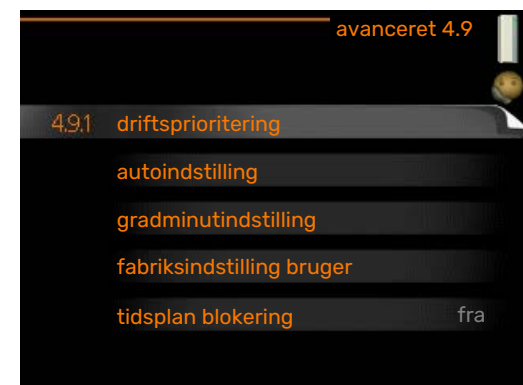 avanceret 4.9
4.9.1 driftsprioritering
autoindstilling
gradminutindstilling
fabriksindstilling bruger
tidsplan blokering fra